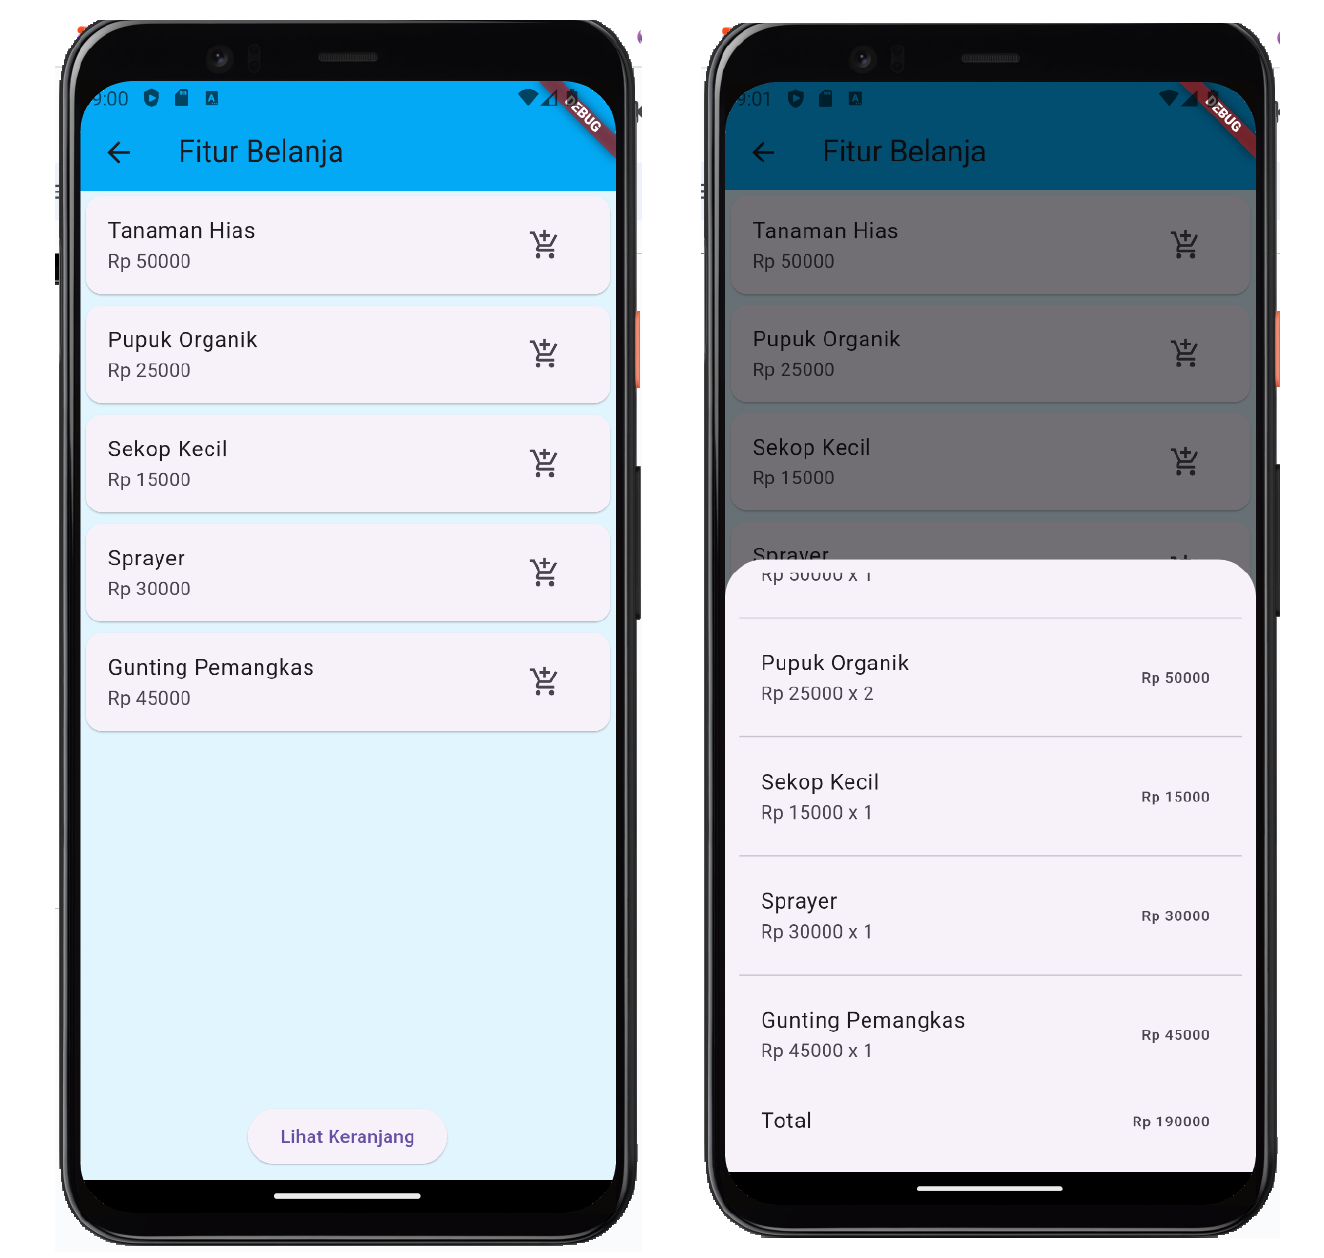 9:00
DEBUG
Fitur Belanja
Tanaman Hias
Rp 50000
Pupuk Organik
Rp 25000
Sekop Kecil
Rp 15000
Sprayer
Rp 30000
Gunting Pemangkas
Rp 45000
Lihat Keranjang
9:01
DEBUG
Fitur Belanja
Tanaman Hias
Rp 50000
Pupuk Organik
Rp 25000
Sekop Kecil
Rp 15000
Sprayer
Rp 50000 x 1
Pupuk Organik
Rp 25000 x 2
Rp 50000
Sekop Kecil
Rp 15000 x 1
Rp 15000
Sprayer
Rp 30000 x 1
Rp 30000
Gunting Pemangkas
Rp 45000 x 1
Rp 45000
Total
Rp 190000